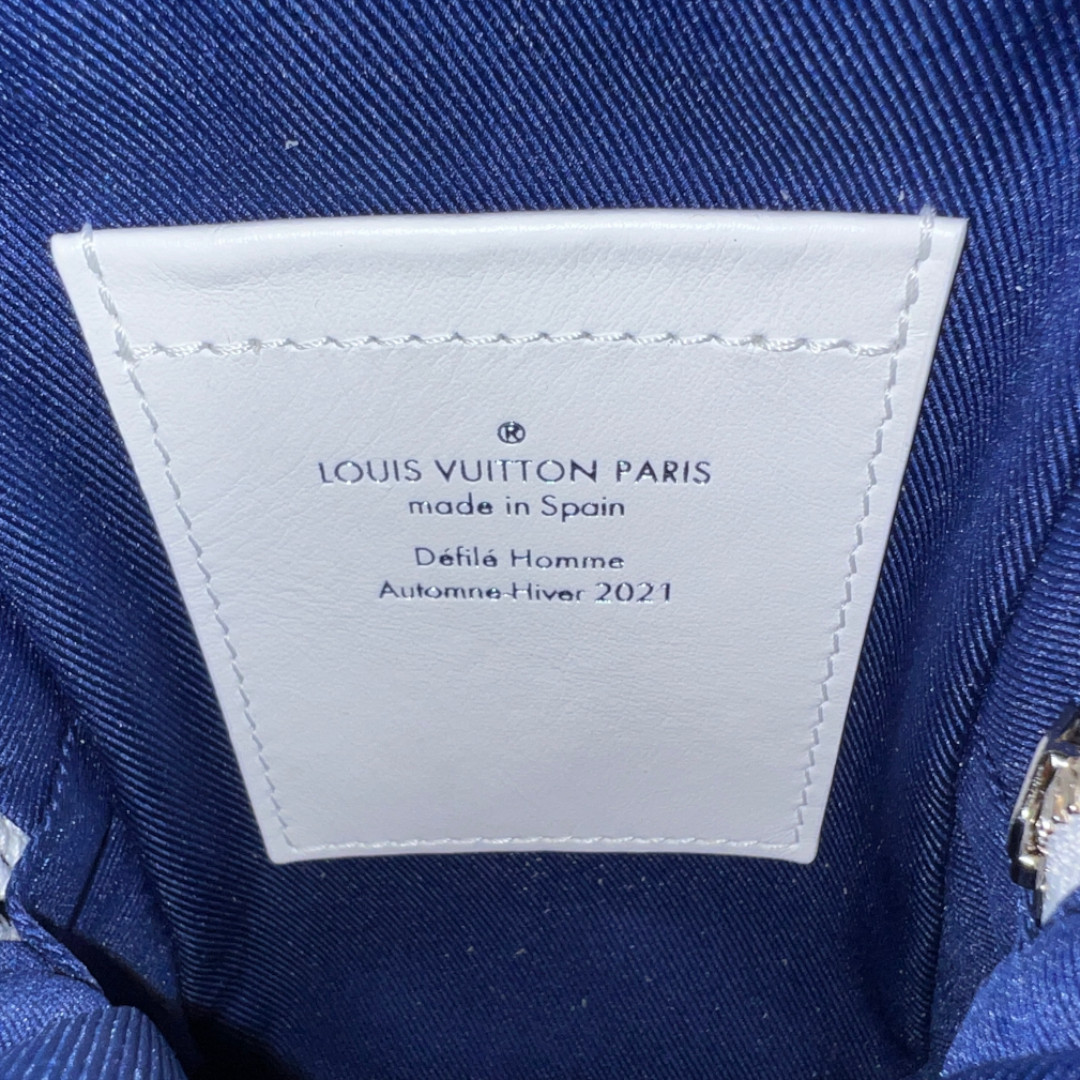 ®
LOUIS VUITTON PARIS
made in Spain
Défilé Homme
Automne-Hiver 2021